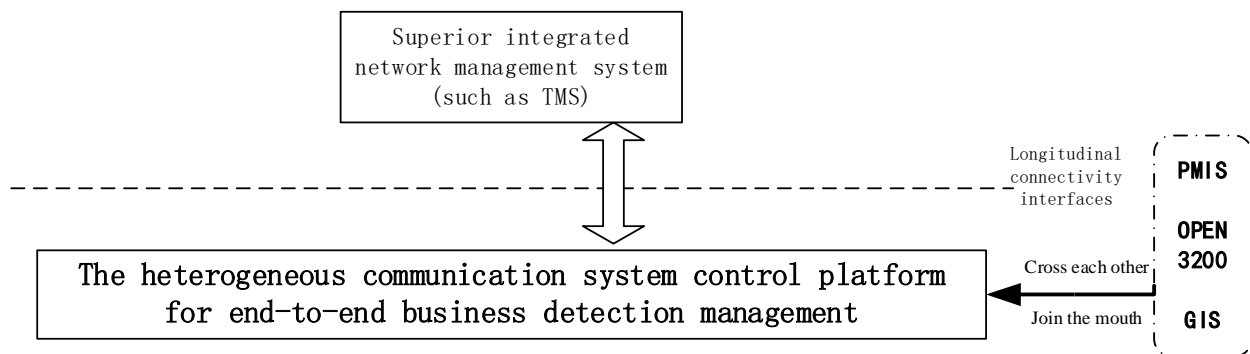 Superior integrated
network management system
(such as TMS)
Longitudinal
connectivity
interfaces
PMIS
OPEN
3200
GIS
The heterogeneous communication system control platform
for end-to-end business detection management
Cross each other
Join the mouth